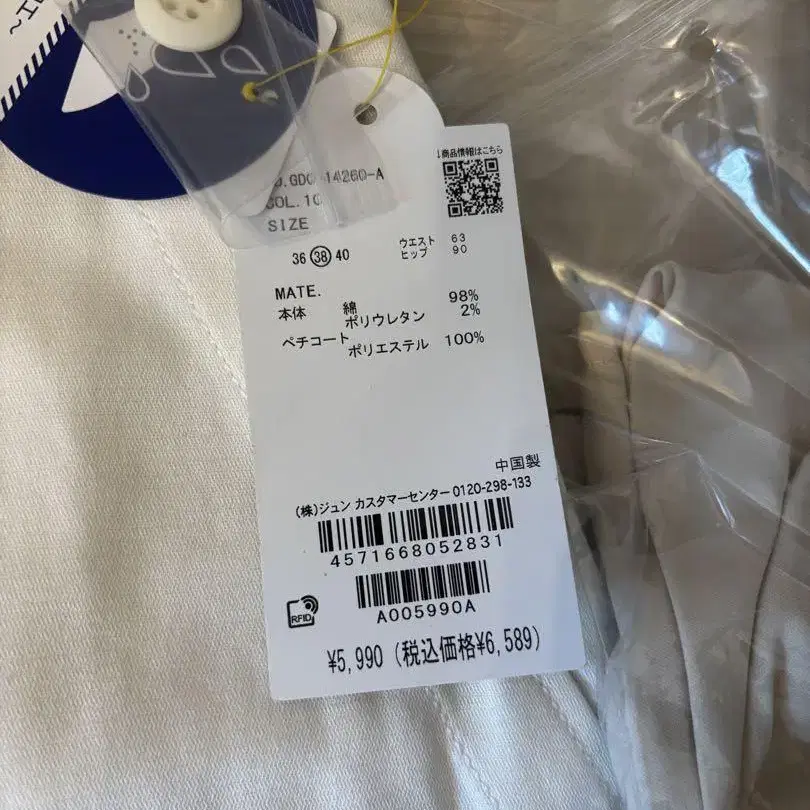 ↓商品情報はこちら
.GDC 14260-A
COL.10
SIZE
36 38 40
ウエスト 63
ヒップ 90
MATE.
本体 綿 98%
ポリウレタン 2%
ペチコート
ポリエステル 100%
中国製
(株)ジュン カスタマーセンター 0120-298-133
4571668052831
RFID
A005990A
¥5,990 (税込価格¥6,589)